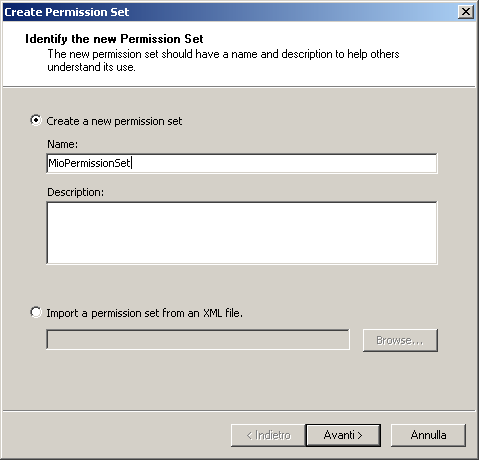 Create Permission Set
Identify the new Permission Set
The new permission set should have a name and description to help others
understand its use.
Create a new permission set
Name:
MioPermissionSet
Description:
Import a permission set from an XML file.
Browse...
< Indietro
Avanti >
Annulla